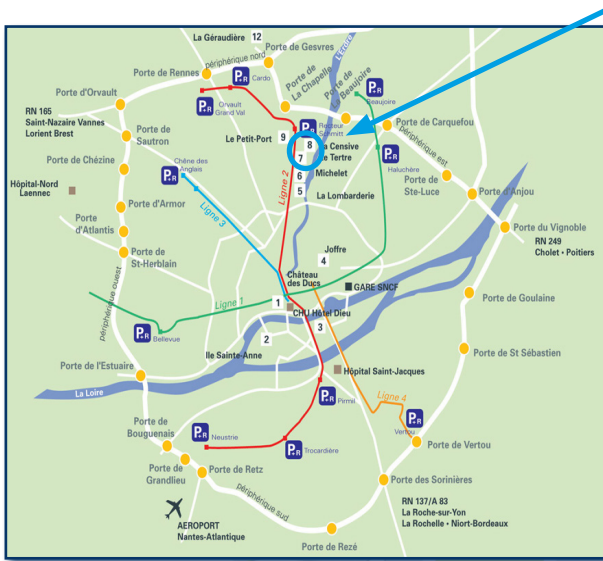 La Géraudière
12
Porte de Gesvres
périphérique nord
L'Erdre
Porte de Rennes
P+R
Cardo
Porte de
La Chapelle
Porte de
La Beaujoire
Porte d'Orvault
P+R
Orvault
Grand Val
P+R
Beaujoire
RN 165
Saint-Nazaire Vannes
Lorient Brest
Porte de
Sautron
Le Petit-Port
9
P+R
Recteur
Schmitt
8
La Censive
7
Le Tertre
Porte de Carquefou
périphérique est
Porte de Chézine
Chêne des
Anglais
P+R
6
Michelet
P+R
Haluchère
Porte de
Ste-Luce
Hôpital-Nord
Laennec
Ligne 2
5
La Lombarderie
Porte d'Anjou
Porte d'Armor
Ligne 3
Porte
d'Atlantis
Porte du Vignoble
RN 249
Cholet • Poitiers
Porte de
St-Herblain
Joffre
4
Château
des Ducs
GARE SNCF
périphérique ouest
Ligne 1
1
CHU Hôtel Dieu
Porte de Goulaine
P+R
Bellevue
2
3
Ile Sainte-Anne
Porte de St Sébastien
Porte de l'Estuaire
Hôpital Saint-Jacques
La Loire
P+R
Pirmil
Ligne 4
P+R
Vertou
Porte de
Bouguenais
P+R
Neustrie
P+R
Trocardière
Porte de Vertou
Porte de
Grandlieu
Porte de Retz
périphérique sud
Porte des Sorinières
AEROPORT
Nantes-Atlantique
RN 137/A 83
La Roche-sur-Yon
La Rochelle • Niort-Bordeaux
Porte de Rezé